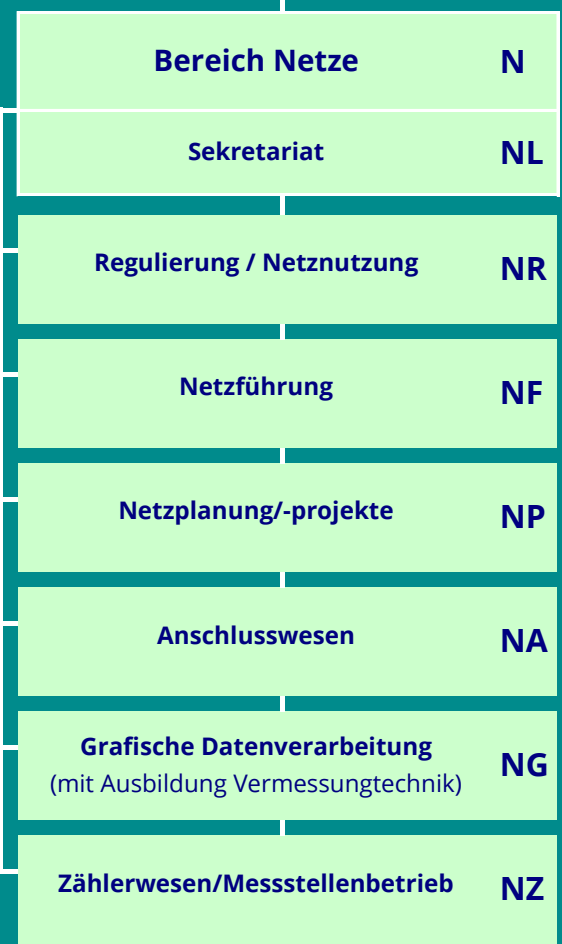 Bereich Netze N
Sekretariat NL
Regulierung / Netznutzung NR
Netzführung NF
Netzplanung/-projekte NP
Anschlusswesen NA
Grafische Datenverarbeitung
(mit Ausbildung Vermessungtechnik) NG
Zählerwesen/Messstellenbetrieb NZ